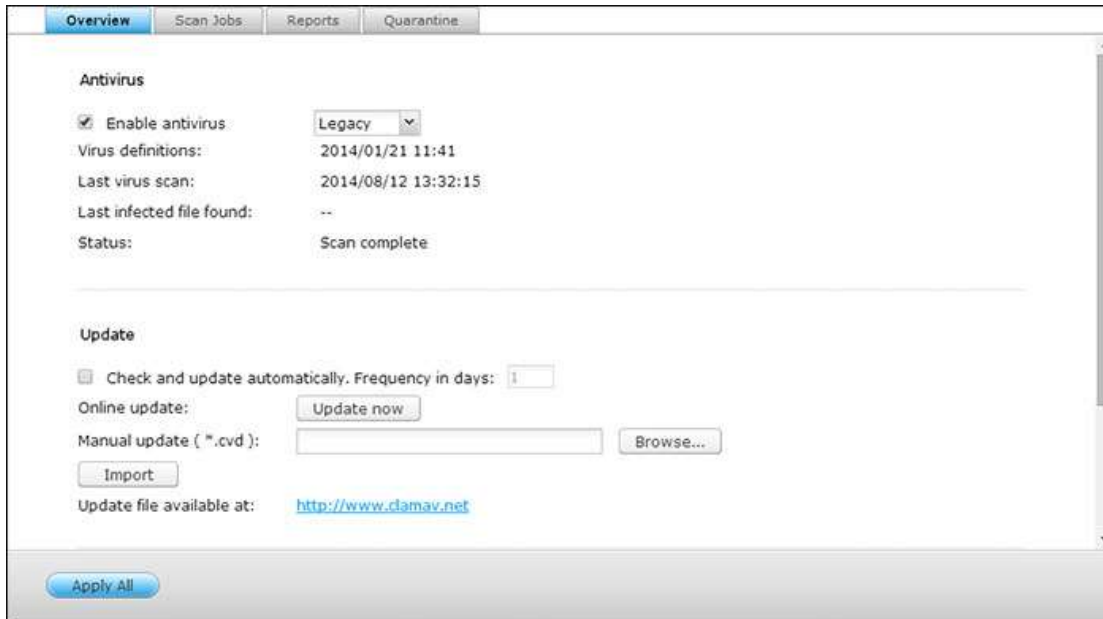 Overview Scan Jobs Reports Quarantine
Antivirus
Enable antivirus Legacy
Virus definitions: 2014/01/21 11:41
Last virus scan: 2014/08/12 13:32:15
Last infected file found: --
Status: Scan complete
Update
Check and update automatically. Frequency in days: 1
Online update: Update now
Manual update ( *.cvd ): Browse...
Import
Update file available at: http://www.clamav.net
Apply All